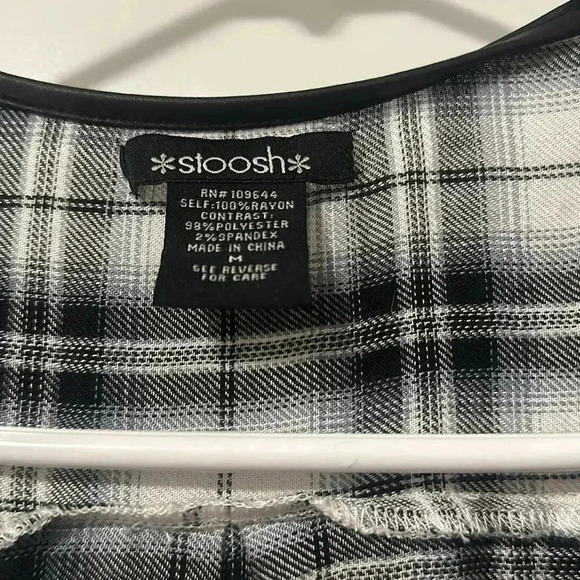 *stoosh*
RN# 109644
SELF:100%RAYON
CONTRAST:
98%POLYESTER
2%SPANDEX
MADE IN CHINA
M
SEE REVERSE
FOR CARE